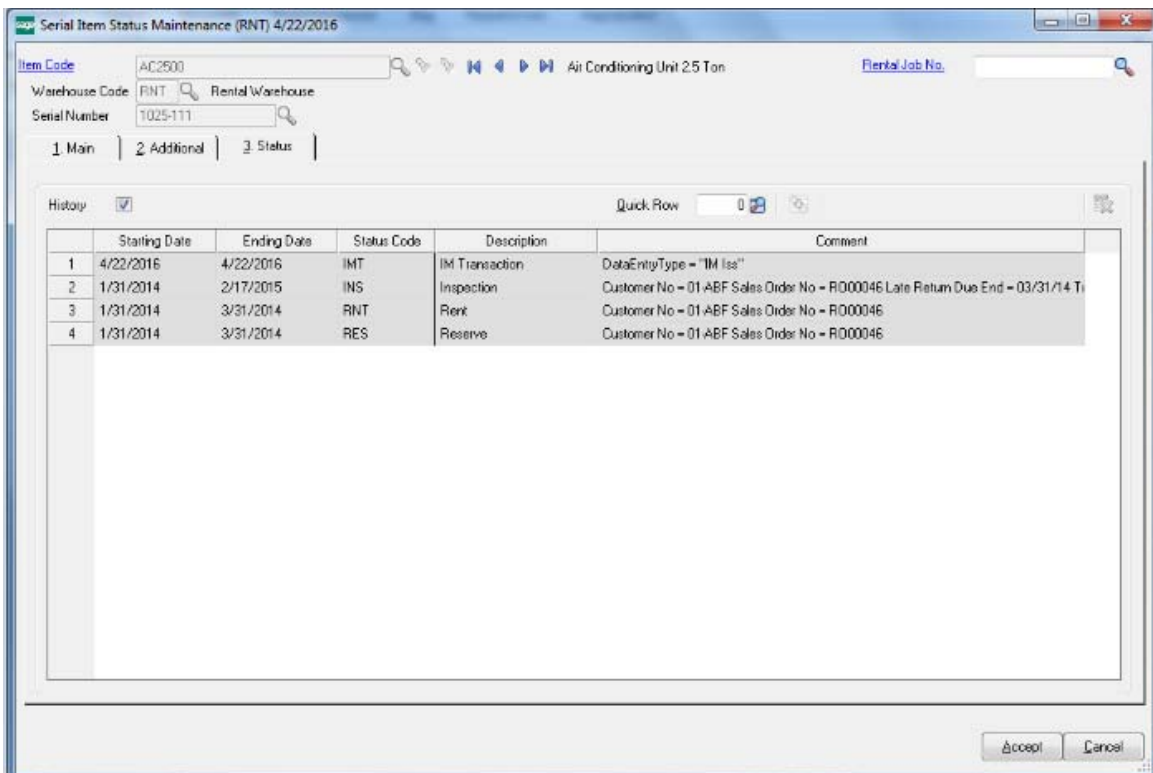 sage Serial Item Status Maintenance (RNT) 4/22/2016
Item Code AC2500 Air Conditioning Unit 2.5 Ton Rental Job No.
Warehouse Code RNT Rental Warehouse
Serial Number 1025-111
1. Main 2. Additional 3. Status
History Quick Row 0
Starting Date Ending Date Status Code Description Comment
1 4/22/2016 4/22/2016 IMT IM Transaction DataEntryType = "IM Iss"
2 1/31/2014 2/17/2015 INS Inspection Customer No = 01-ABF Sales Order No = RO00046 Late Return Due End = 03/31/14 Ti
3 1/31/2014 3/31/2014 RNT Rent Customer No = 01-ABF Sales Order No = RO00046
4 1/31/2014 3/31/2014 RES Reserve Customer No = 01-ABF Sales Order No = RO00046
Accept Cancel